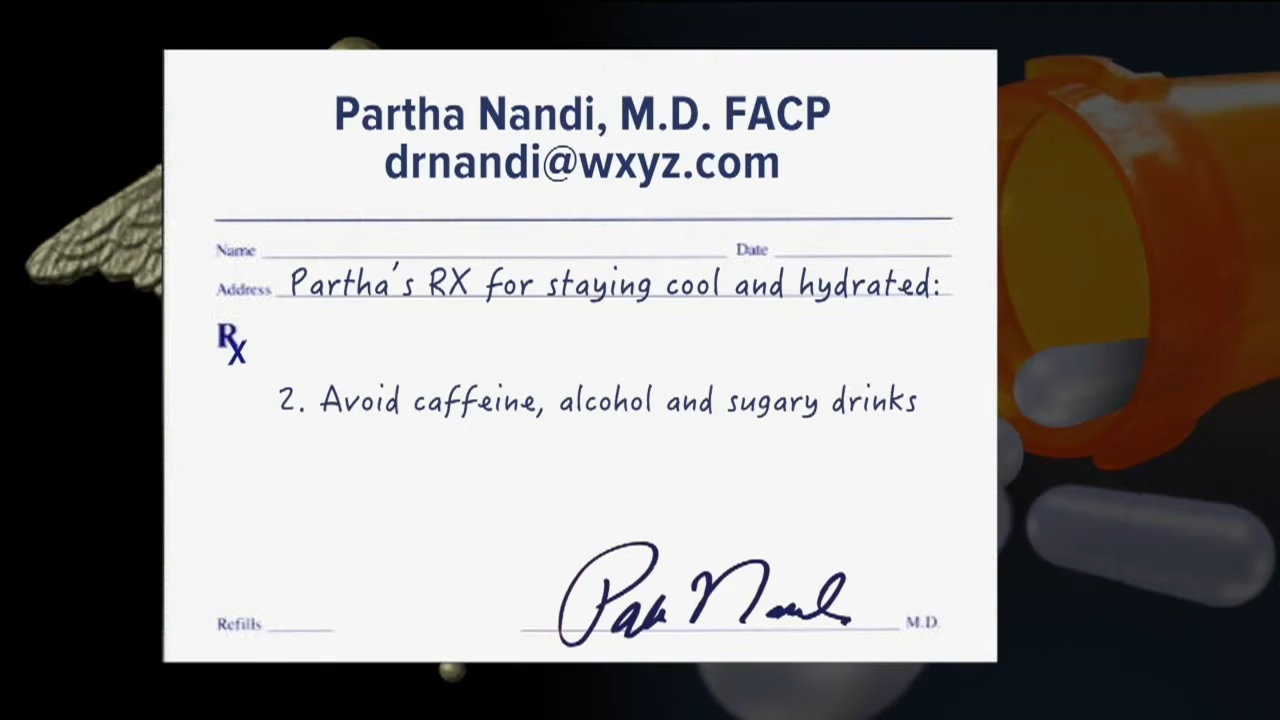 Partha Nandi, M.D. FACP
drnandi@wxyz.com
Name Date
Address Partha's RX for staying cool and hydrated:
Rx
2. Avoid caffeine, alcohol and sugary drinks
Refills M.D.